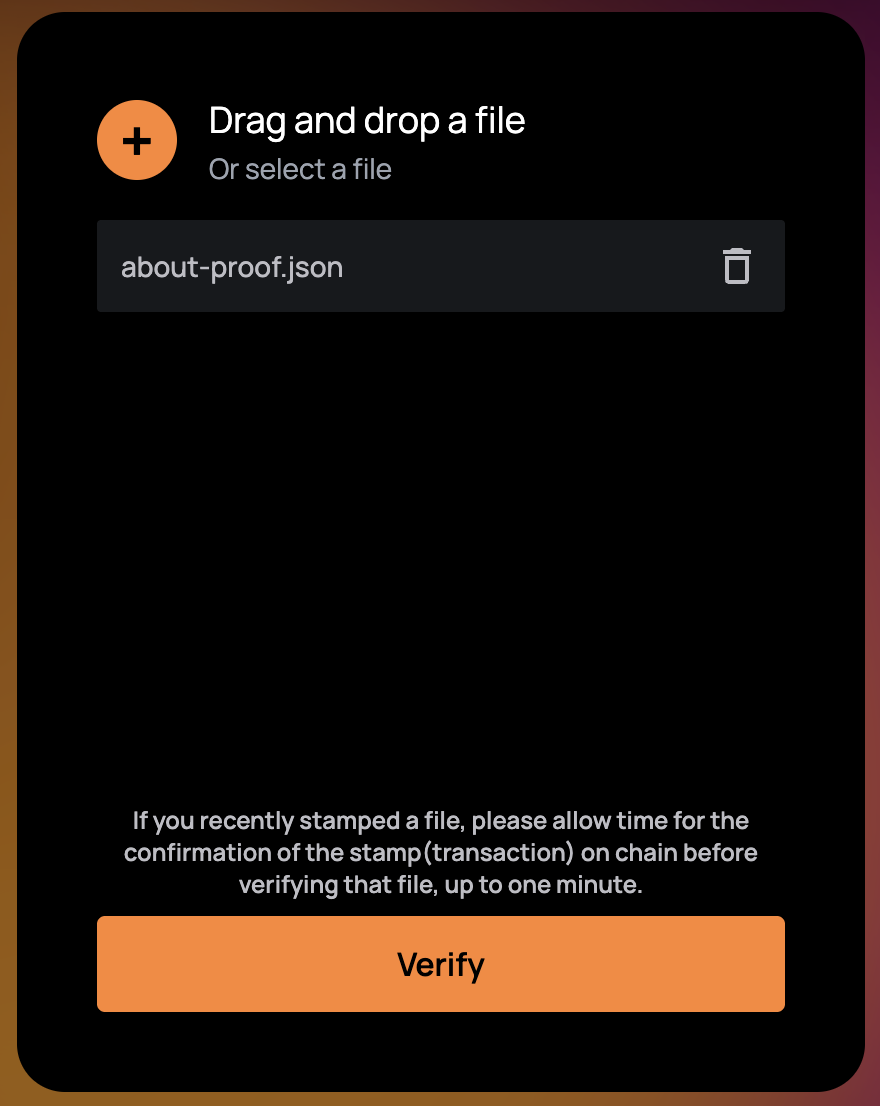 Drag and drop a file
Or select a file
about-proof.json
If you recently stamped a file, please allow time for the
confirmation of the stamp(transaction) on chain before
verifying that file, up to one minute.
Verify